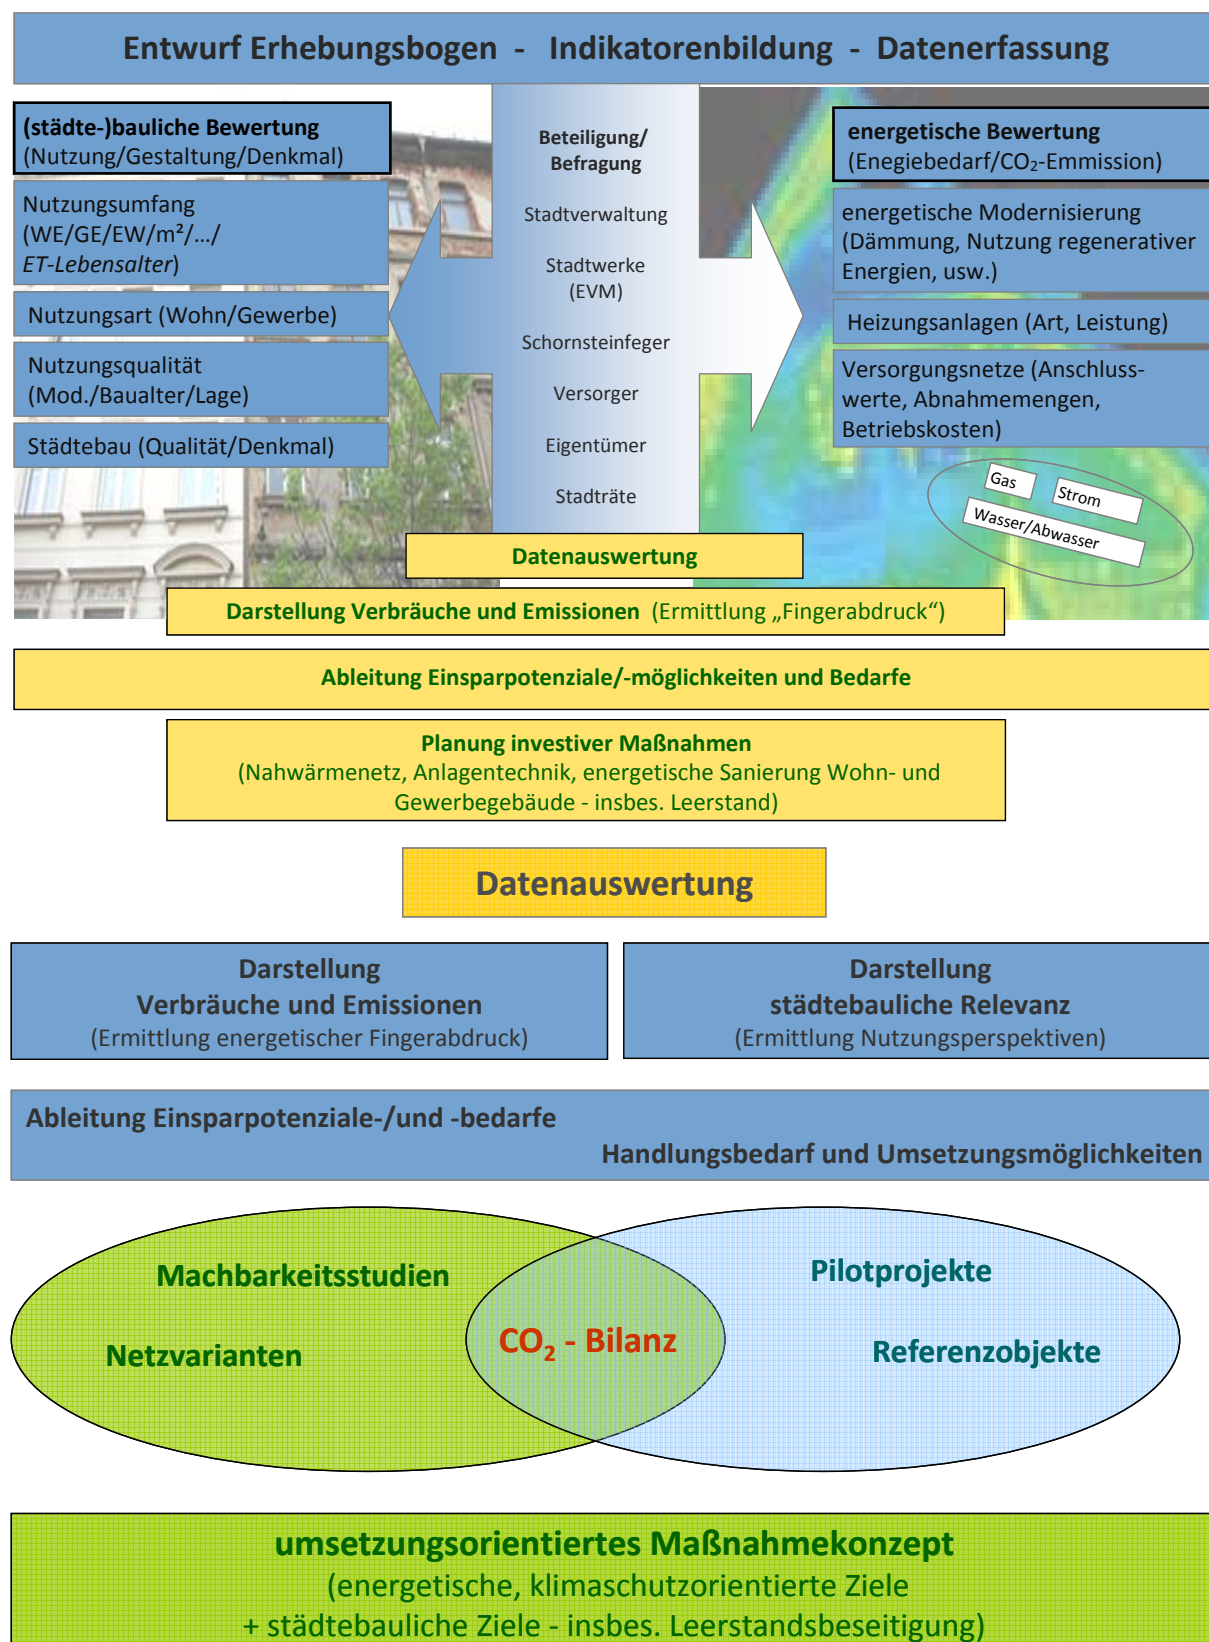 Entwurf Erhebungsbogen - Indikatorenbildung - Datenerfassung
(städte-)bauliche Bewertung
(Nutzung/Gestaltung/Denkmal)
Nutzungsumfang
(WE/GE/EW/m²/…/
ET-Lebensalter)
Nutzungsart (Wohn/Gewerbe)
Nutzungsqualität
(Mod./Baualter/Lage)
Städtebau (Qualität/Denkmal)
Beteiligung/
Befragung
Stadtverwaltung
Stadtwerke
(EVM)
Schornsteinfeger
Versorger
Eigentümer
Stadträte
energetische Bewertung
(Enegiebedarf/CO₂-Emmission)
energetische Modernisierung
(Dämmung, Nutzung regenerativer
Energien, usw.)
Heizungsanlagen (Art, Leistung)
Versorgungsnetze (Anschluss-
werte, Abnahmemengen,
Betriebskosten)
Gas
Strom
Wasser/Abwasser
Datenauswertung
Darstellung Verbräuche und Emissionen (Ermittlung „Fingerabdruck“)
Ableitung Einsparpotenziale/-möglichkeiten und Bedarfe
Planung investiver Maßnahmen
(Nahwärmenetz, Anlagentechnik, energetische Sanierung Wohn- und
Gewerbegebäude - insbes. Leerstand)
Datenauswertung
Darstellung
Verbräuche und Emissionen
(Ermittlung energetischer Fingerabdruck)
Darstellung
städtebauliche Relevanz
(Ermittlung Nutzungsperspektiven)
Ableitung Einsparpotenziale-/und -bedarfe
Handlungsbedarf und Umsetzungsmöglichkeiten
Machbarkeitsstudien
Netzvarianten
CO₂ - Bilanz
Pilotprojekte
Referenzobjekte
umsetzungsorientiertes Maßnahmekonzept
(energetische, klimaschutzorientierte Ziele
+ städtebauliche Ziele - insbes. Leerstandsbeseitigung)